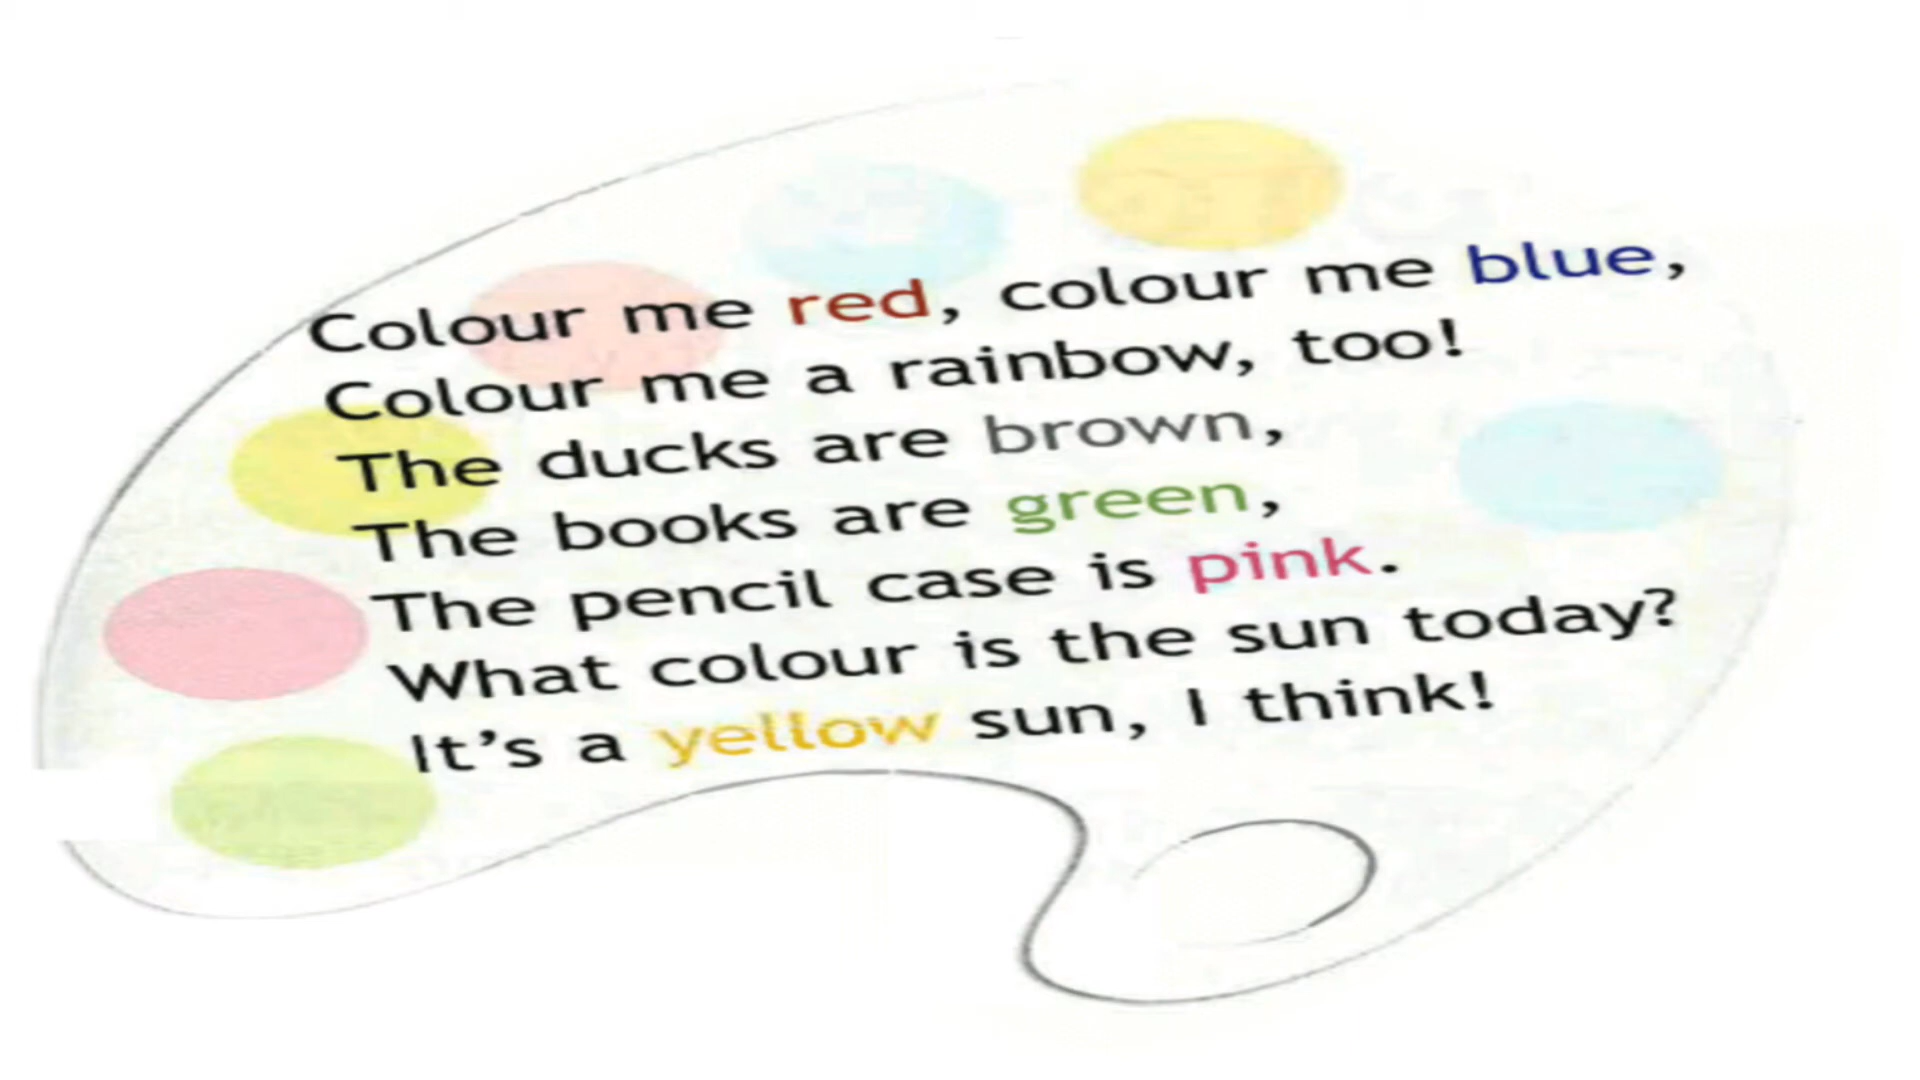 Colour me red, colour me blue,
Colour me a rainbow, too!
The ducks are brown,
The books are green,
The pencil case is pink.
What colour is the sun today?
It’s a yellow sun, I think!